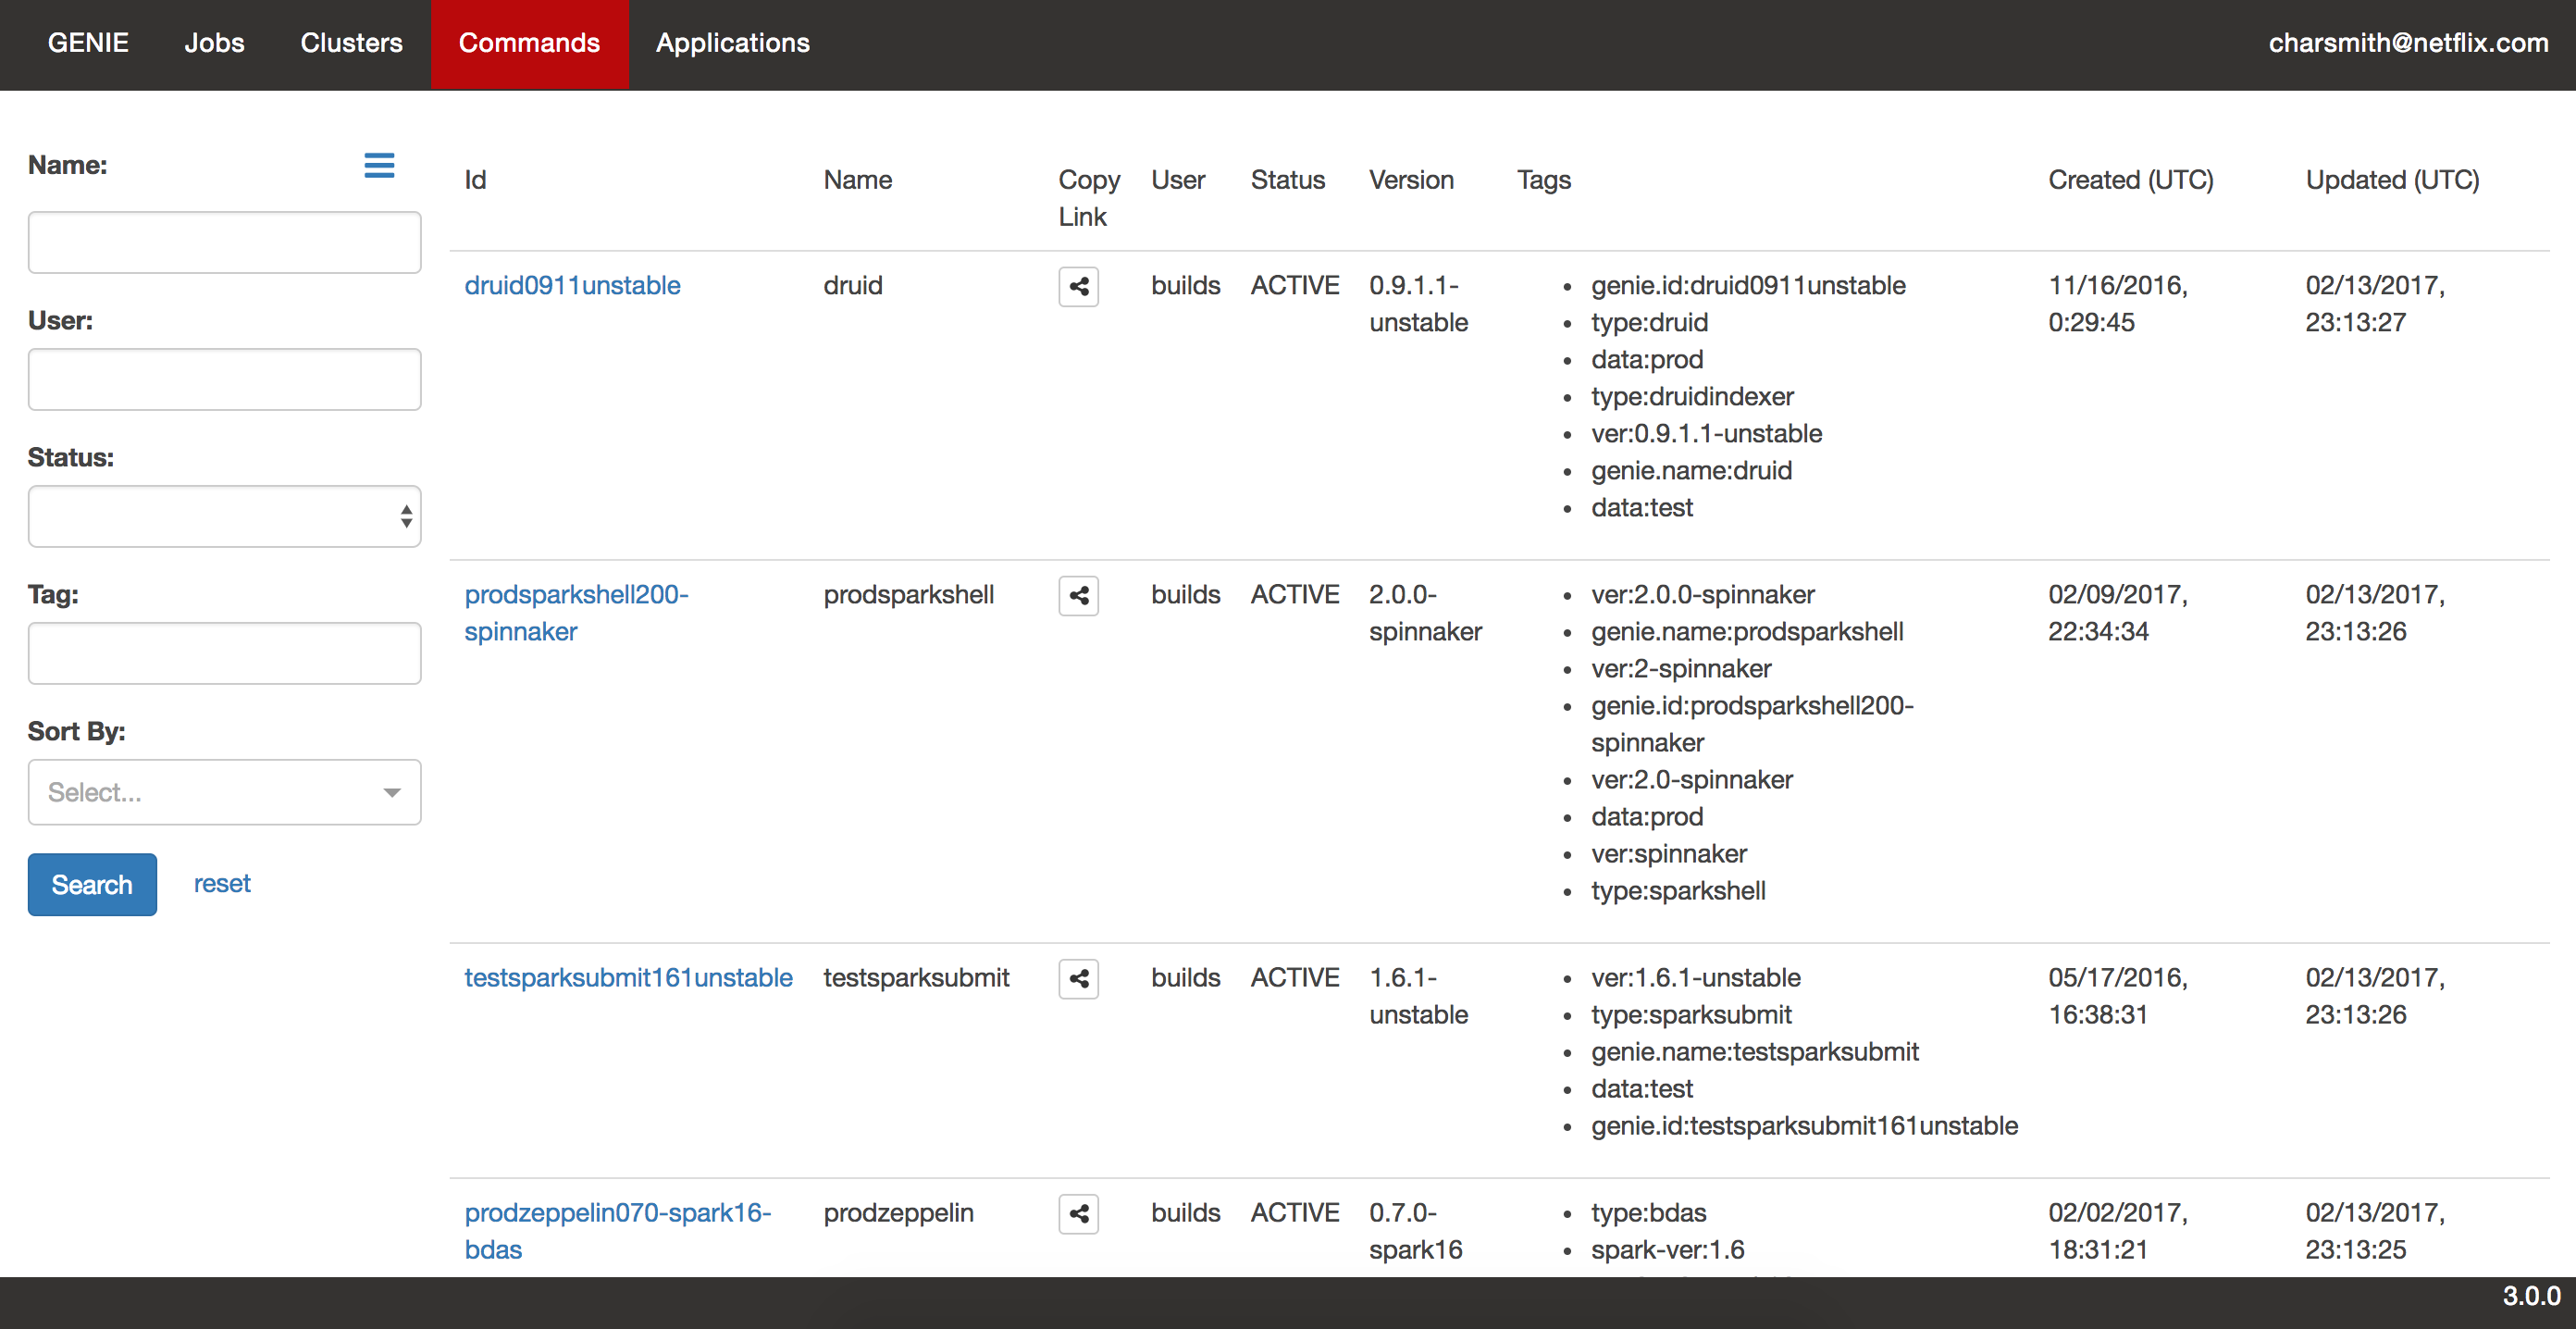 GENIE Jobs Clusters Commands Applications charsmith@netflix.com
Name:
User:
Status:
Tag:
Sort By:
Select...
Search reset
Id Name Copy User Status Version Tags Created (UTC) Updated (UTC)
Link
druid0911unstable druid builds ACTIVE 0.9.1.1- genie.id:druid0911unstable 11/16/2016, 02/13/2017,
unstable type:druid 0:29:45 23:13:27
data:prod
type:druidindexer
ver:0.9.1.1-unstable
genie.name:druid
data:test
prodsparkshell200- prodsparkshell builds ACTIVE 2.0.0- ver:2.0.0-spinnaker 02/09/2017, 02/13/2017,
spinnaker spinnaker genie.name:prodsparkshell 22:34:34 23:13:26
ver:2-spinnaker
genie.id:prodsparkshell200-
spinnaker
ver:2.0-spinnaker
data:prod
ver:spinnaker
type:sparkshell
testsparksubmit161unstable testsparksubmit builds ACTIVE 1.6.1- ver:1.6.1-unstable 05/17/2016, 02/13/2017,
unstable type:sparksubmit 16:38:31 23:13:26
genie.name:testsparksubmit
data:test
genie.id:testsparksubmit161unstable
prodzeppelin070-spark16- prodzeppelin builds ACTIVE 0.7.0- type:bdas 02/02/2017, 02/13/2017,
bdas spark16 spark-ver:1.6 18:31:21 23:13:25
3.0.0